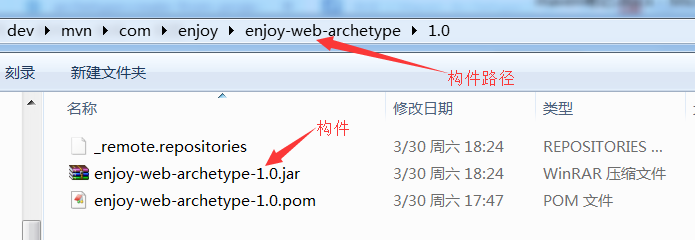 dev ▸ mvn ▸ com ▸ enjoy ▸ enjoy-web-archetype ▸ 1.0
构件路径
刻录 新建文件夹
名称 修改日期 类型
构件
_remote.repositories 3/30 周六 18:24 REPOSITORIES ...
enjoy-web-archetype-1.0.jar 3/30 周六 18:24 WinRAR 压缩文件
enjoy-web-archetype-1.0.pom 3/30 周六 17:47 POM 文件